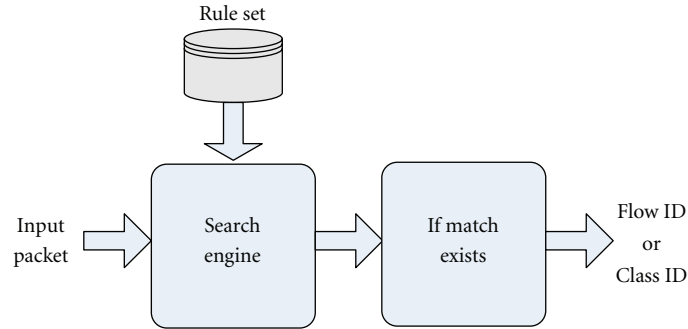 Rule set
Input
packet
Search
engine
If match
exists
Flow ID
or
Class ID